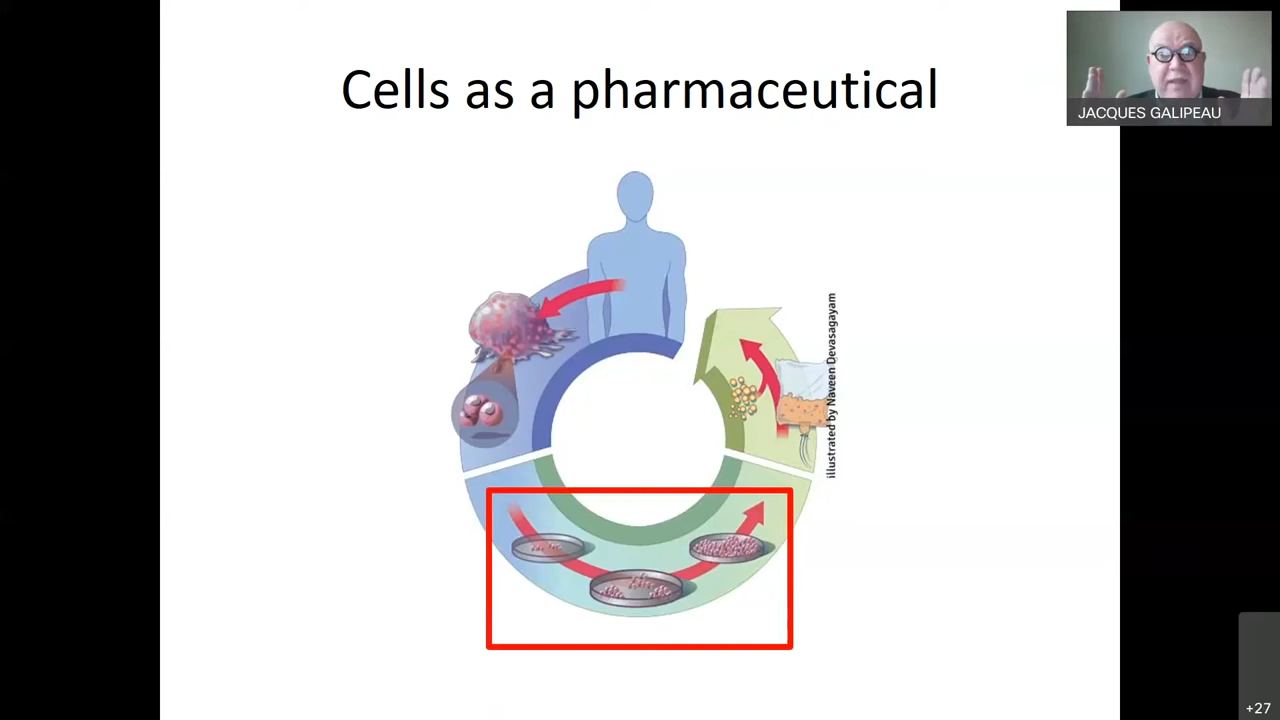 Cells as a pharmaceutical
JACQUES GALIPEAU
illustrated by Naveen Devasagayam
+27